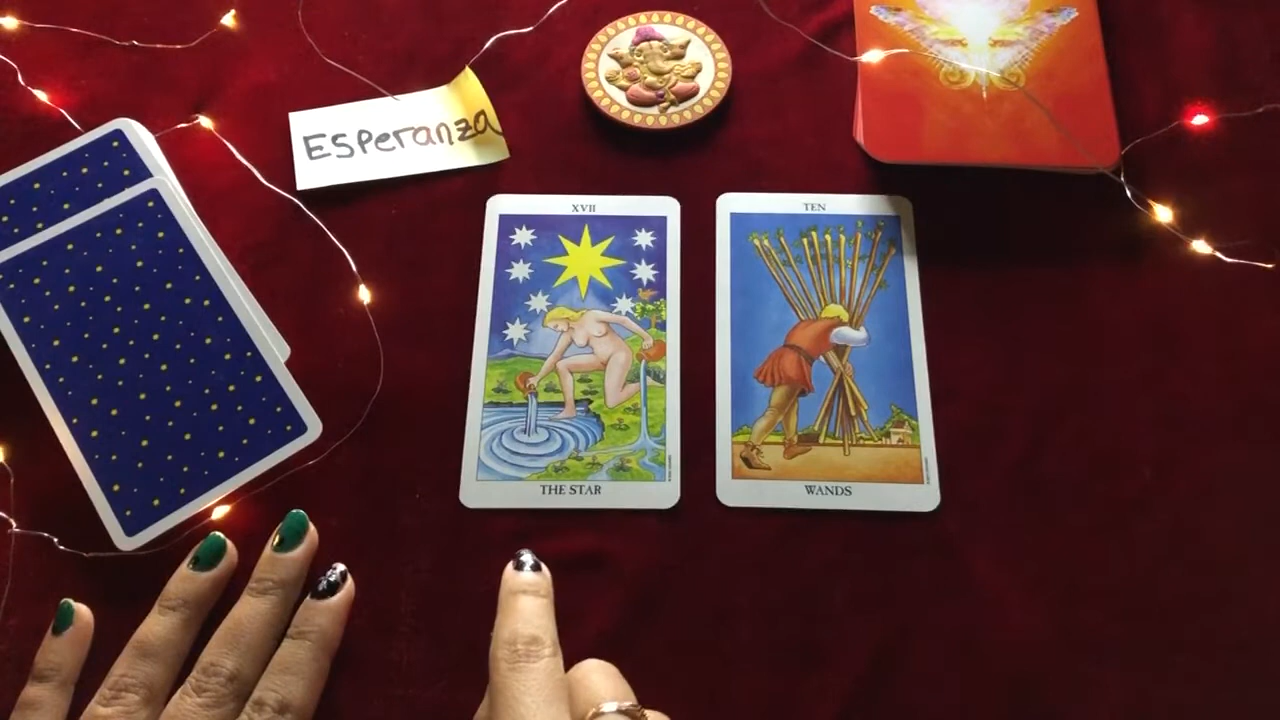 Esperanza
XVII
THE STAR
TEN
WANDS